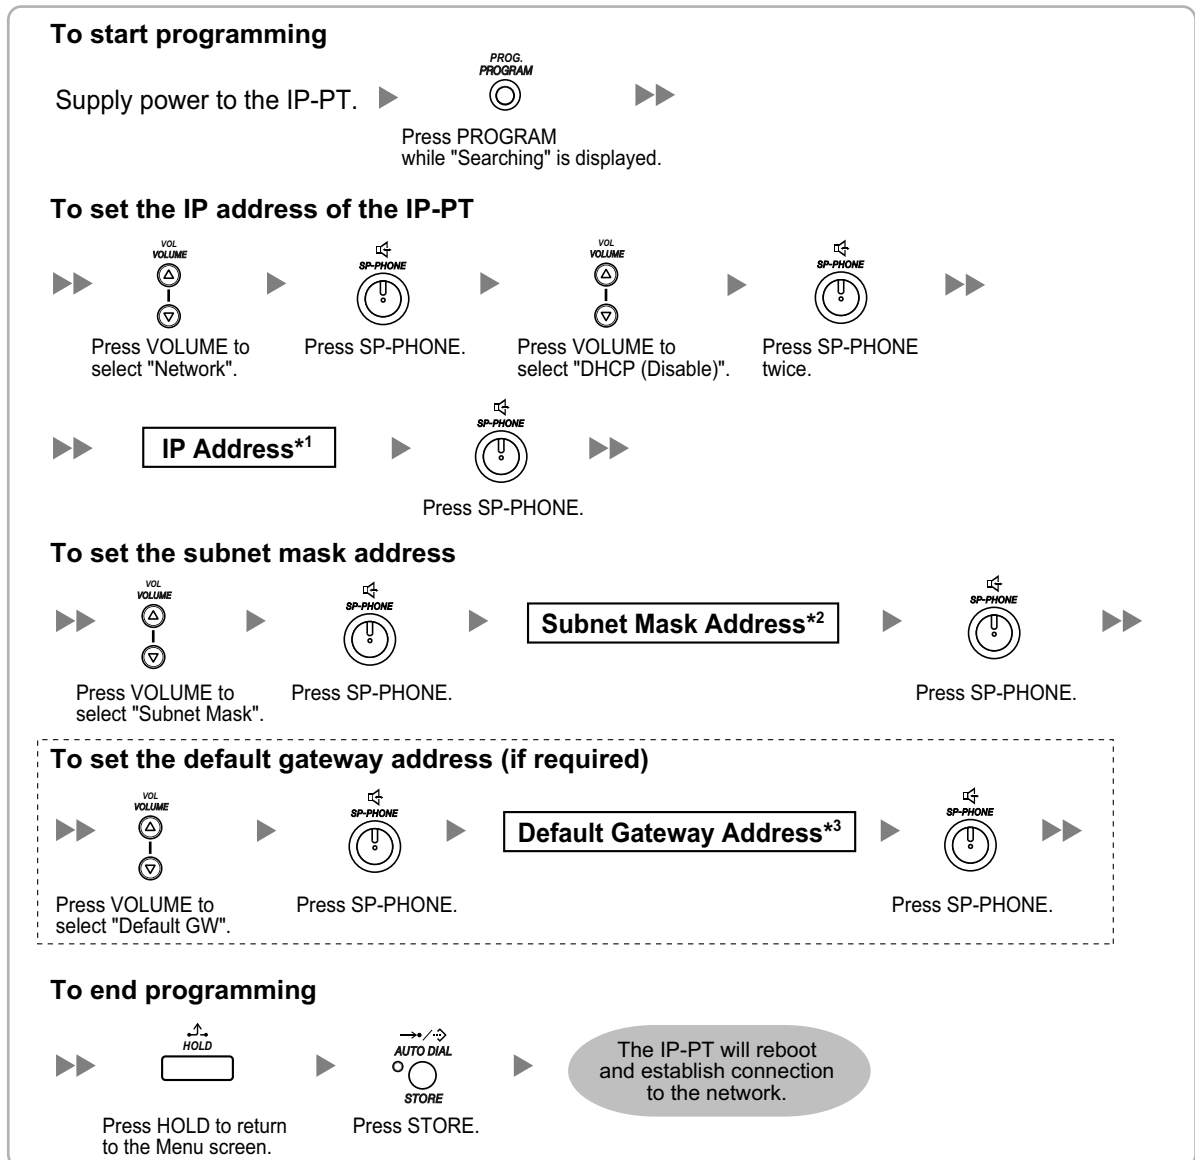 To start programming
PROG.
PROGRAM
Supply power to the IP-PT.
Press PROGRAM
while "Searching" is displayed.
To set the IP address of the IP-PT
VOL
VOLUME
SP-PHONE
VOL
VOLUME
SP-PHONE
Press VOLUME to
select "Network".
Press SP-PHONE.
Press VOLUME to
select "DHCP (Disable)".
Press SP-PHONE
twice.
IP Address*1
SP-PHONE
Press SP-PHONE.
To set the subnet mask address
VOL
VOLUME
SP-PHONE
Subnet Mask Address*2
SP-PHONE
Press VOLUME to
select "Subnet Mask".
Press SP-PHONE.
Press SP-PHONE.
To set the default gateway address (if required)
VOL
VOLUME
SP-PHONE
Default Gateway Address*3
SP-PHONE
Press VOLUME to
select "Default GW".
Press SP-PHONE.
Press SP-PHONE.
To end programming
HOLD
AUTO DIAL
STORE
The IP-PT will reboot
and establish connection
to the network.
Press HOLD to return
to the Menu screen.
Press STORE.